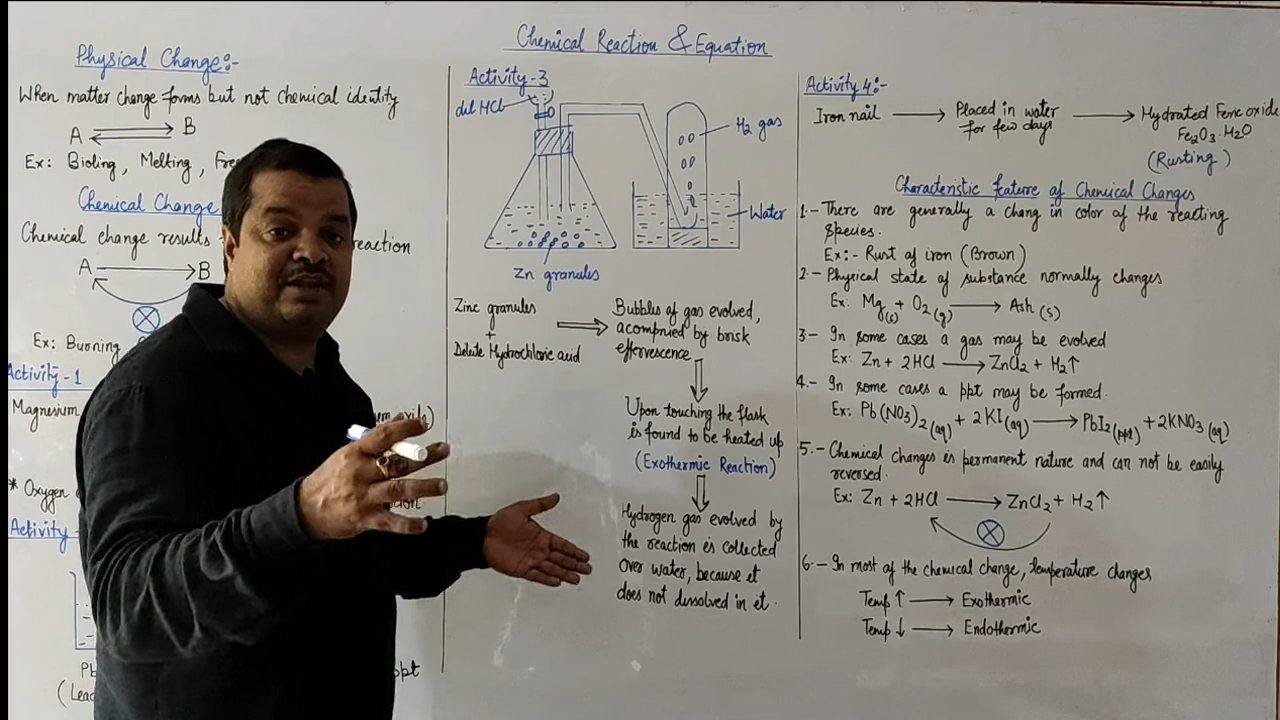 Chemical Reaction & Equation
Physical Change:-
When matter change forms but not chemical identity
A B
Ex: Bioling, Melting,
Chemical Change
Chemical change results
reaction
A B
Ex: Burning
Activity-1
Magnesium
* Oxygen
Activity-
Pb
ppt
Activity-3
dil HCl
H2 gas
Water
Zn granules
Zinc granules
+
Delute Hydrochloric acid
Bubbles of gas evolved,
acompnied by brisk
effervescence
Upon touching the flask
is found to be heated up
(Exothermic Reaction)
Hydrogen gas evolved by
the reaction is collected
over water, because it
does not dissolved in it.
Activity 4:-
Iron nail → Placed in water → Hydrated Ferric oxide
For few days Fe2O3·H2O
(Rusting)
Characteristic feature of Chemical Changes
1.- There are generally a chang in color of the reacting
species.
Ex:- Rust of iron (Brown)
2.- Physical state of substance normally changes
Ex: Mg(s) + O2(g) → Ash(s)
3- In some cases a gas may be evolved
Ex: Zn + 2HCl → ZnCl2 + H2↑
4.- In some cases a ppt may be formed.
Ex: Pb(NO3)2(aq) + 2KI(aq) → PbI2(ppt) + 2KNO3(aq)
5.- Chemical changes is permanent nature and can not be easily
reversed.
Ex: Zn + 2HCl → ZnCl2 + H2↑
6.- In most of the chemical change, temperature changes
Temp ↑ → Exothermic
Temp ↓ → Endothermic